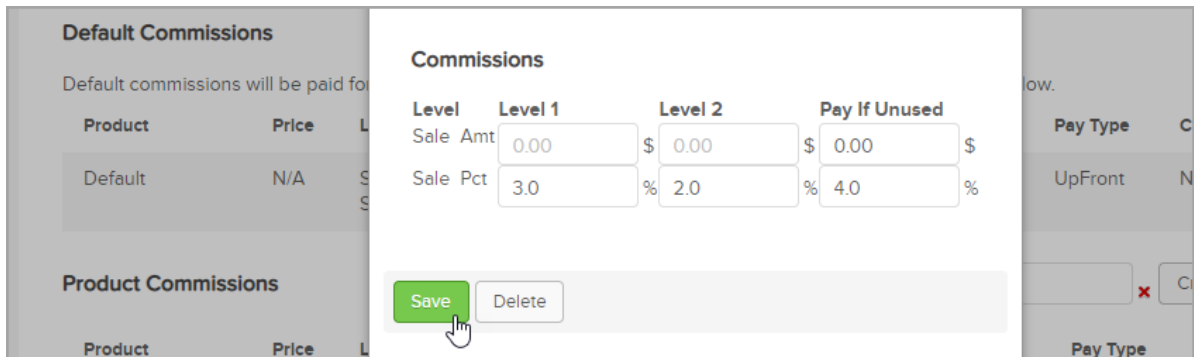 Default Commissions
Default commissions will be paid for
low.
Product Price L
Pay Type C
Default N/A S
S
UpFront N
Product Commissions
Cr
Product Price L
Pay Type
Commissions
Level Level 1 Level 2 Pay If Unused
Sale Amt 0.00 $ 0.00 $ 0.00 $
Sale Pct 3.0 % 2.0 % 4.0 %
Save Delete